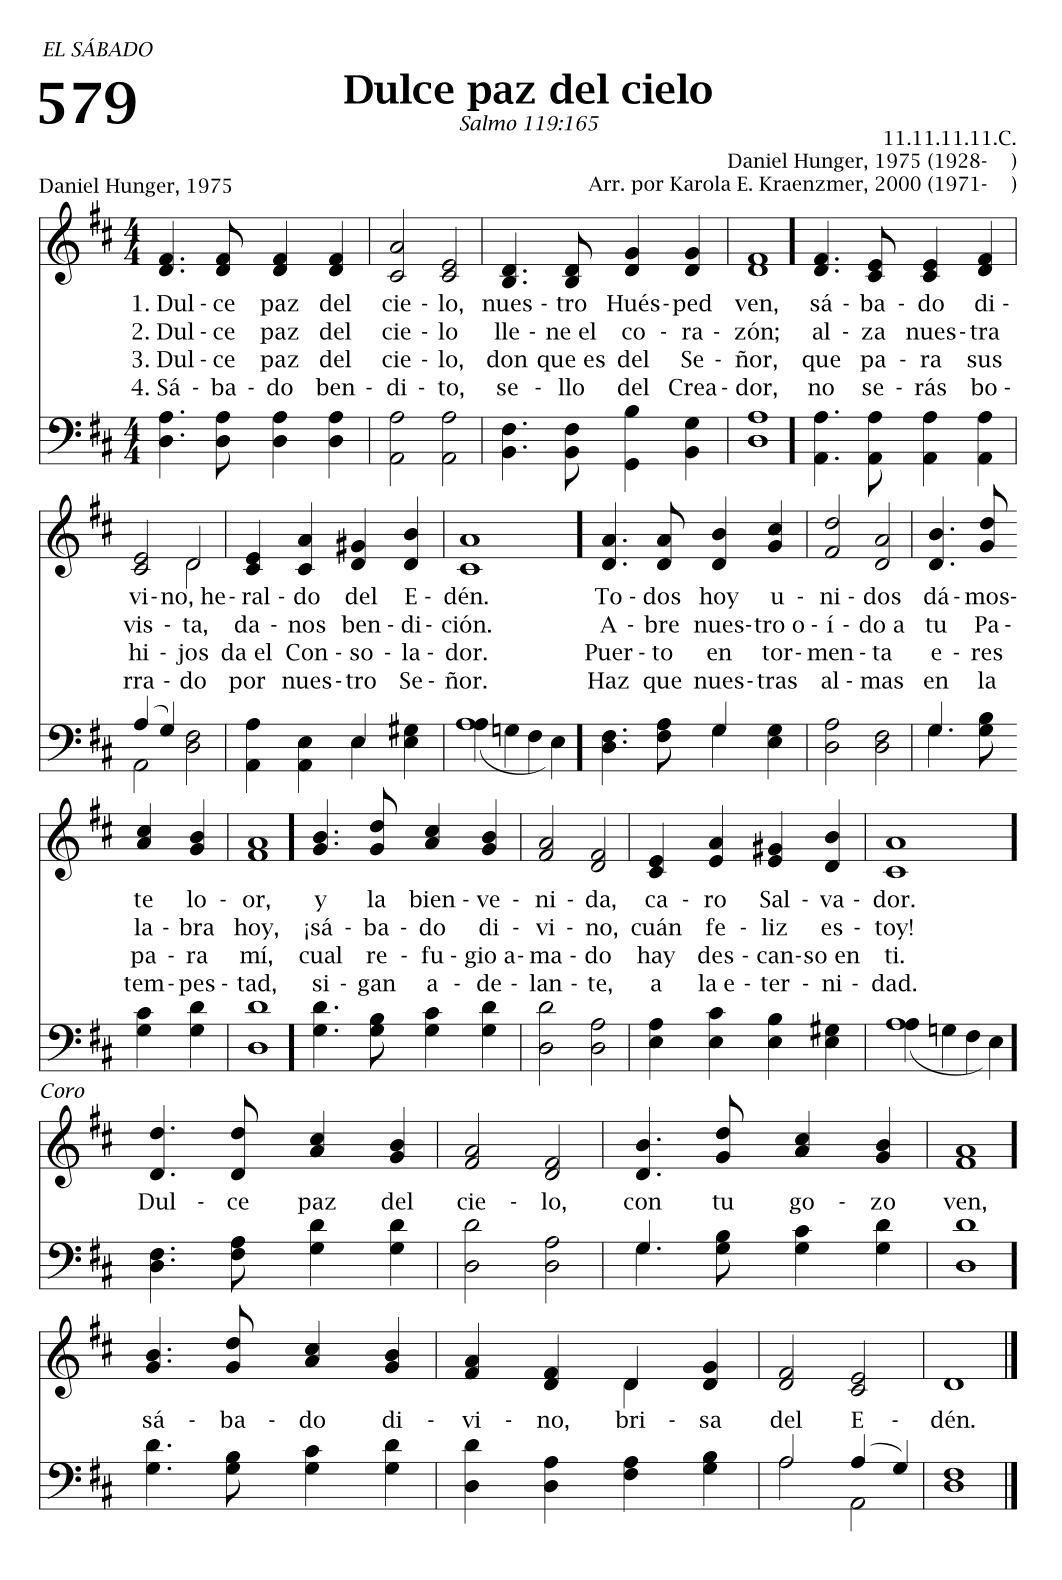 EL SÁBADO
579
Dulce paz del cielo
Salmo 119:165
11.11.11.11.C.
Daniel Hunger, 1975 (1928-    )
Daniel Hunger, 1975
Arr. por Karola E. Kraenzmer, 2000 (1971-    )
1. Dul - ce paz del cie - lo, nues - tro Hués - ped ven, sá - ba - do di -
2. Dul - ce paz del cie - lo lle - ne el co - ra - zón; al - za nues - tra
3. Dul - ce paz del cie - lo, don que es del Se - ñor, que pa - ra sus
4. Sá - ba - do ben - di - to, se - llo del Crea - dor, no se - rás bo -
vi - no, he - ral - do del E - dén. To - dos hoy u - ni - dos dá - mos -
vis - ta, da - nos ben - di - ción. A - bre nues - tro o - í - do a tu Pa -
hi - jos da el Con - so - la - dor. Puer - to en tor - men - ta e - res
rra - do por nues - tro Se - ñor. Haz que nues - tras al - mas en la
te lo - or, y la bien - ve - ni - da, ca - ro Sal - va - dor.
la - bra hoy, ¡sá - ba - do di - vi - no, cuán fe - liz es - toy!
pa - ra mí, cual re - fu - gio a - ma - do hay des - can - so en ti.
tem - pes - tad, si - gan a - de - lan - te, a la e - ter - ni - dad.
Coro
Dul - ce paz del cie - lo, con tu go - zo ven,
sá - ba - do di - vi - no, bri - sa del E - dén.